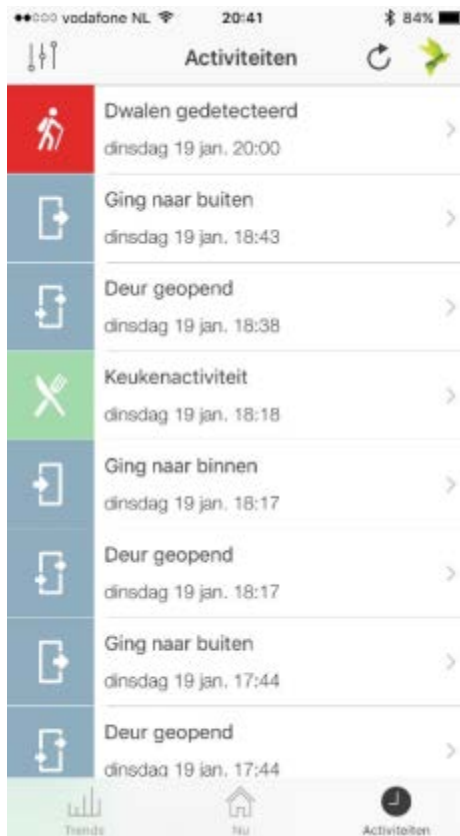 vodafone NL 20:41 84%
Activiteiten
Dwalen gedetecteerd
dinsdag 19 jan. 20:00
Ging naar buiten
dinsdag 19 jan. 18:43
Deur geopend
dinsdag 19 jan. 18:38
Keukenactiviteit
dinsdag 19 jan. 18:18
Ging naar binnen
dinsdag 19 jan. 18:17
Deur geopend
dinsdag 19 jan. 18:17
Ging naar buiten
dinsdag 19 jan. 17:44
Deur geopend
dinsdag 19 jan. 17:44
Trends Nu Activiteiten